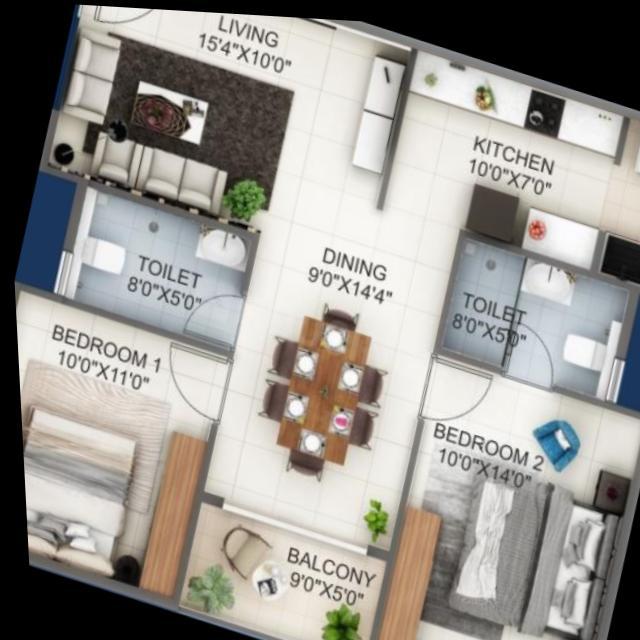 LIVING
15'4"X10'0"
KITCHEN
10'0"X7'0"
DINING
9'0"X14'4"
TOILET
8'0"X5'0"
TOILET
8'0"X5'0"
BEDROOM 1
10'0"X11'0"
BEDROOM 2
10'0"X14'0"
BALCONY
9'0"X5'0"